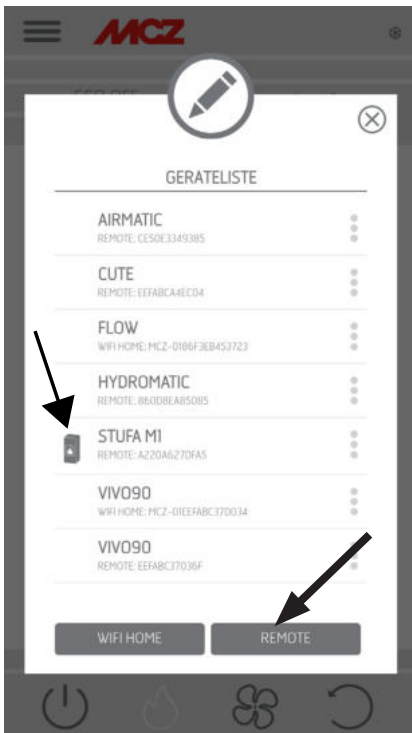 MCZ
GERATELISTE
AIRMATIC
REMOTE: CE50E3349385
CUTE
REMOTE: EEFABCA4EC04
FLOW
WIFI HOME: MCZ-0186F3EB453723
HYDROMATIC
REMOTE: 860D8EA85085
STUFA M1
REMOTE: A220A6270FA5
VIVO90
WIFI HOME: MCZ-01EEFABC370034
VIVO90
REMOTE: EEFABC37036F
WIFI HOME
REMOTE